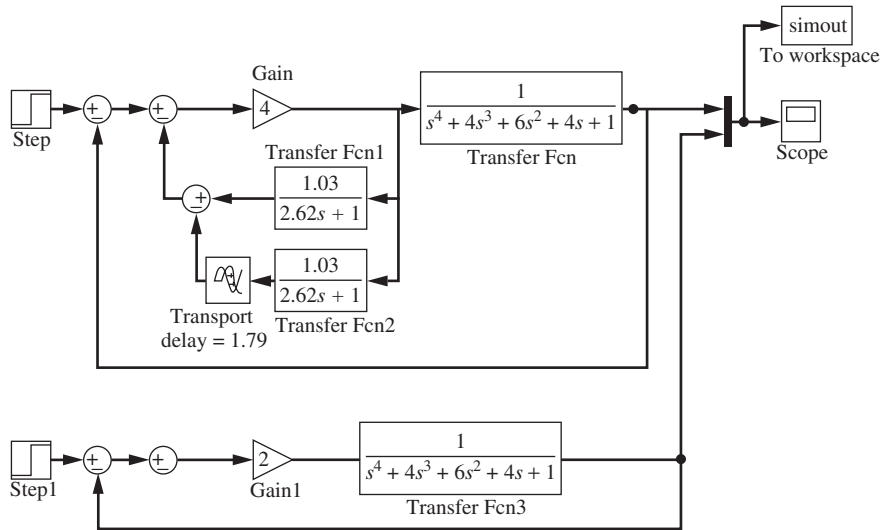 simout
To workspace
Gain
+
−
+
−
4
1
s⁴ + 4s³ + 6s² + 4s + 1
Step
Transfer Fcn
Scope
Transfer Fcn1
1.03
2.62s + 1
+
−
1.03
2.62s + 1
Transport
delay = 1.79
Transfer Fcn2
+
−
+
−
2
1
s⁴ + 4s³ + 6s² + 4s + 1
Step1
Gain1
Transfer Fcn3